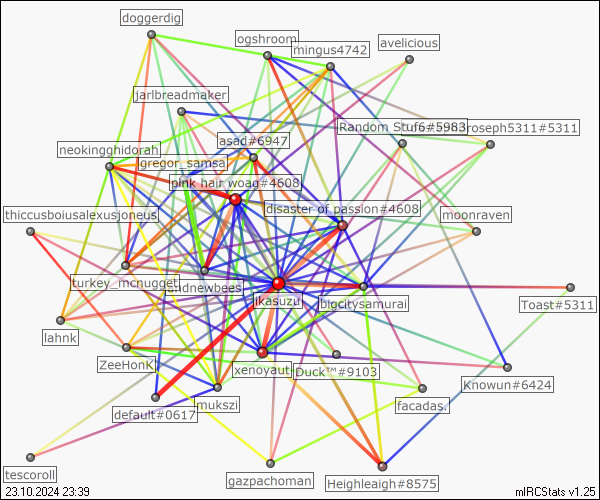 doggerdig
ogshroom
mingus4742
avelicious
jarlbreadmaker
asad#6947
Random Stuf6#5983
roseph5311#5311
neokingghidorah
gregor_samsa
pink hair woag#4608
disaster of passion#4608
thiccusboiusalexusjoneus
moonraven
turkey_mcnugget
andnewbees
ikasuzu
bigcitysamurai
Toast#5311
lahnk
ZeeHonK
xenoyaut
Duck™#9103
Knowun#6424
default#0617
mukszi
facadas.
tescoroll
gazpachoman
Heighleaigh#8575
23.10.2024 23:39
mIRCStats v1.25